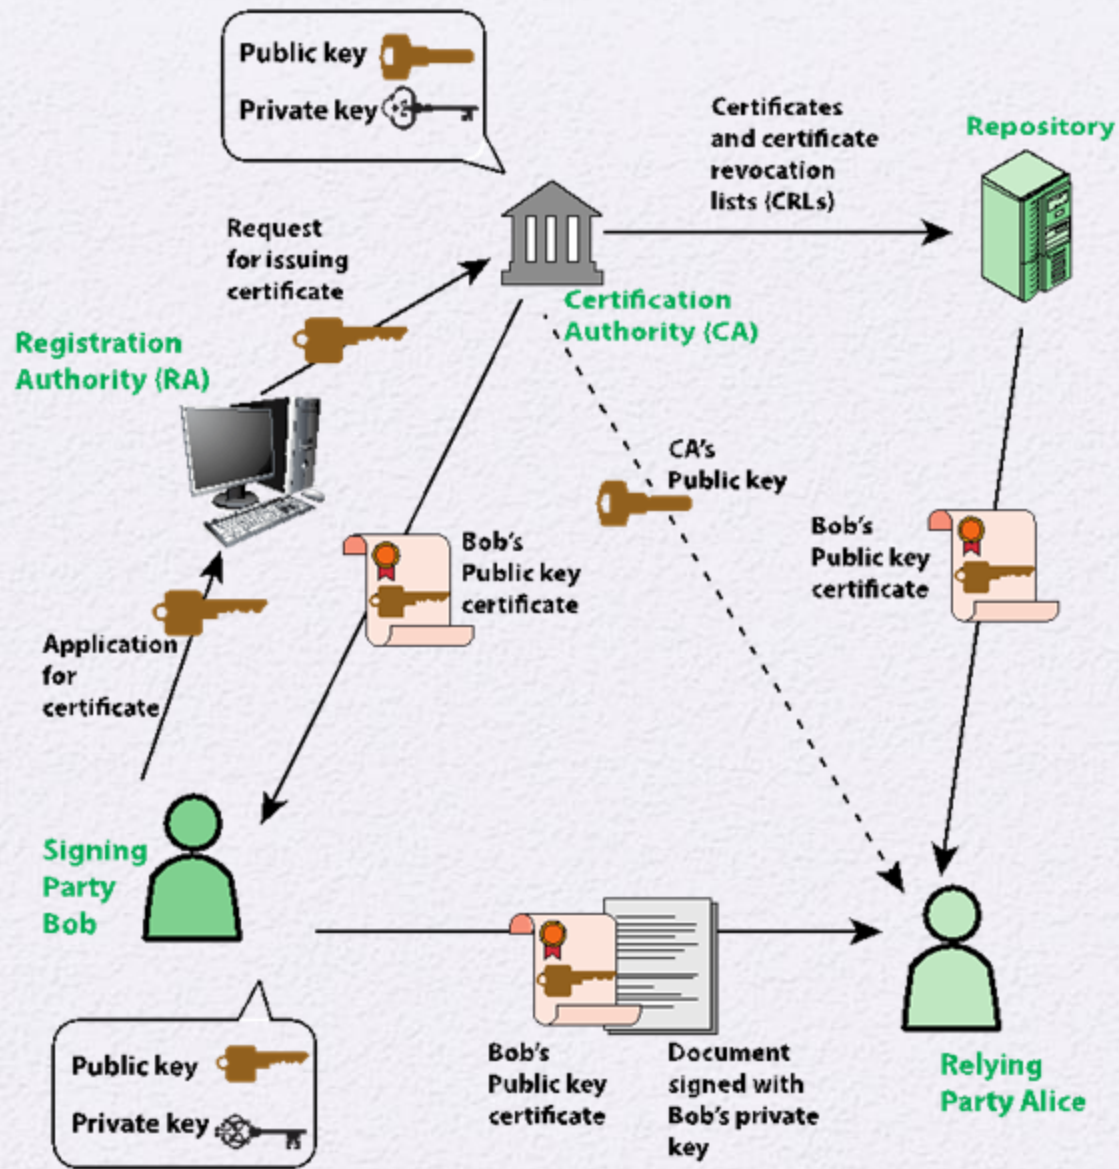 Public key
Private key
Certificates
and certificate
revocation
lists (CRLs)
Repository
Request
for issuing
certificate
Certification
Authority (CA)
Registration
Authority (RA)
CA's
Public key
Bob's
Public key
certificate
Bob's
Public key
certificate
Application
for
certificate
Signing
Party
Bob
Public key
Private key
Bob's
Public key
certificate
Document
signed with
Bob's private
key
Relying
Party Alice